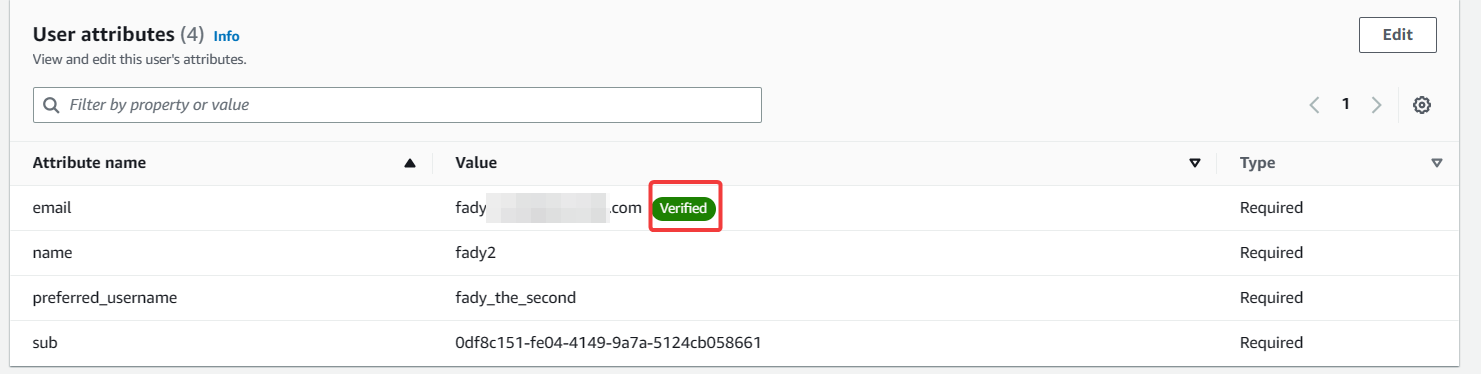 User attributes (4) Info
Edit
View and edit this user's attributes.
Filter by property or value
1
Attribute name Value Type
email fady .com Verified Required
name fady2 Required
preferred_username fady_the_second Required
sub 0df8c151-fe04-4149-9a7a-5124cb058661 Required